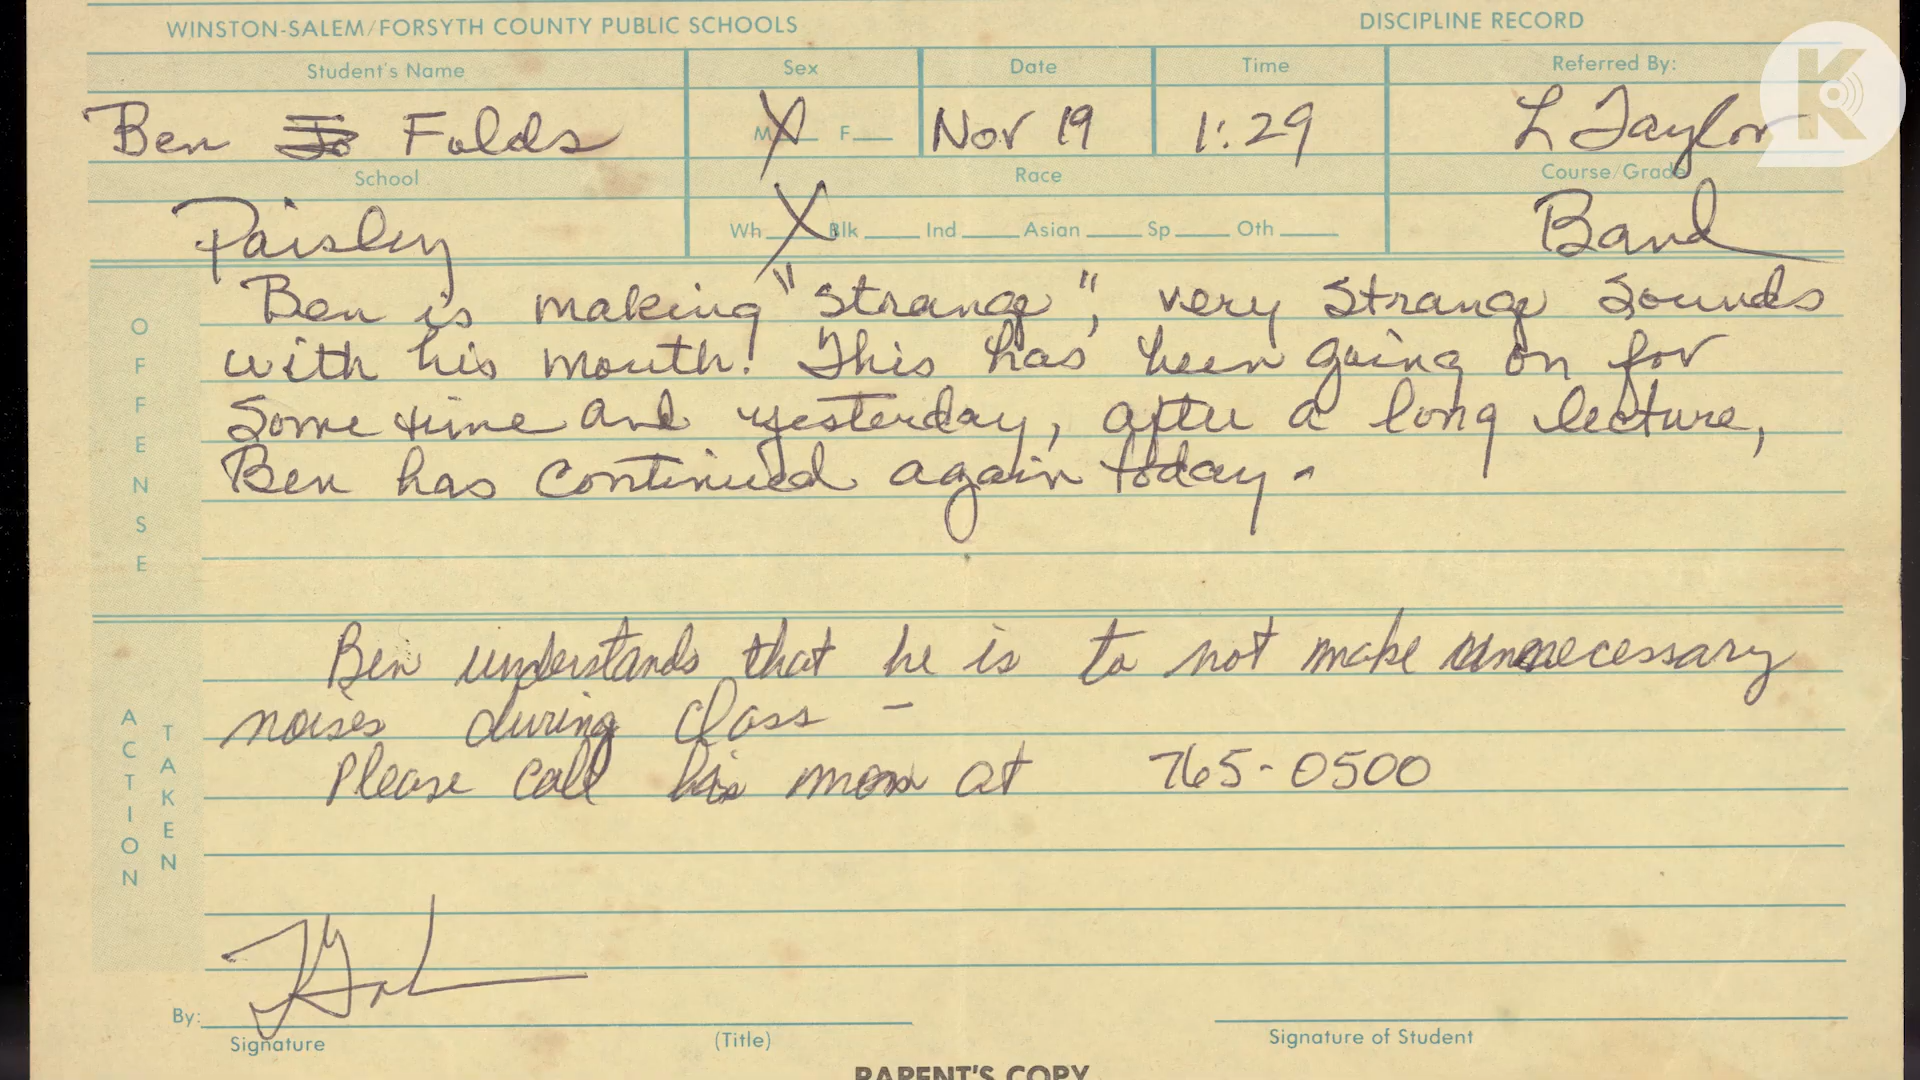 WINSTON-SALEM/FORSYTH COUNTY PUBLIC SCHOOLS DISCIPLINE RECORD
Student's Name Sex Date Time Referred By:
Ben Folds M X F Nov 19 1:29 L Taylor
School Race Course/Grade
Paisley Wh X Blk Ind Asian Sp Oth Band
OFFENSE
Ben is making "strange", very strange sounds
with his mouth! This has been going on for
some time and yesterday, after a long lecture,
Ben has continued again today.
ACTION TAKEN
Ben understands that he is to not make unnecessary
noises during class -
Please call his mom at 765-0500
By:
Signature (Title) Signature of Student
PARENT'S COPY
K